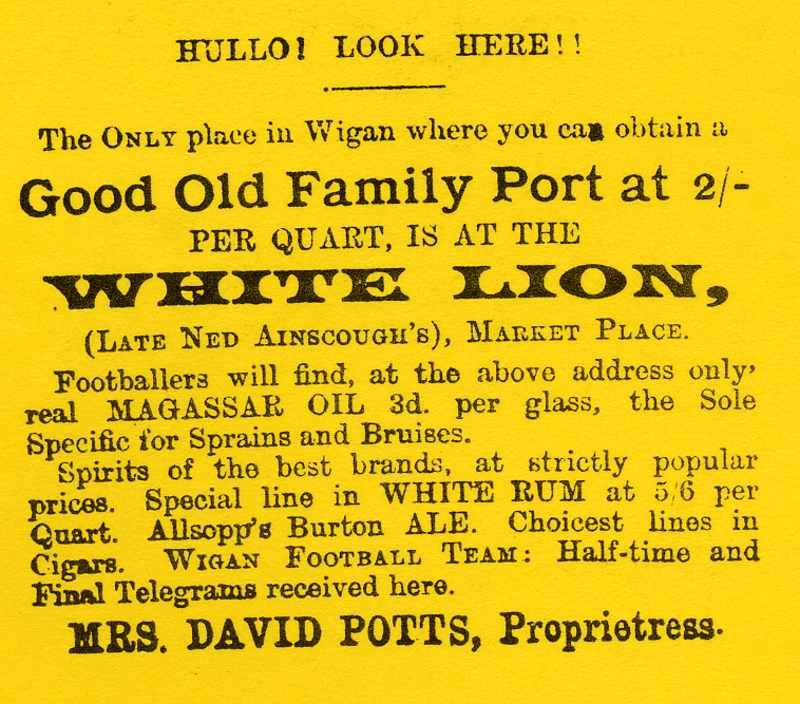 HULLO! LOOK HERE!!
The ONLY place in Wigan where you can obtain a
Good Old Family Port at 2/-
PER QUART, IS AT THE
WHITE LION,
(LATE NED AINSCOUGH'S), MARKET PLACE.
Footballers will find, at the above address only,
real MAGASSAR OIL 3d. per glass, the Sole
Specific for Sprains and Bruises.
Spirits of the best brands, at strictly popular
prices. Special line in WHITE RUM at 5/6 per
Quart. Allsopp's Burton ALE. Choicest lines in
Cigars. WIGAN FOOTBALL TEAM: Half-time and
Final Telegrams received here.
MRS. DAVID POTTS, Proprietress.